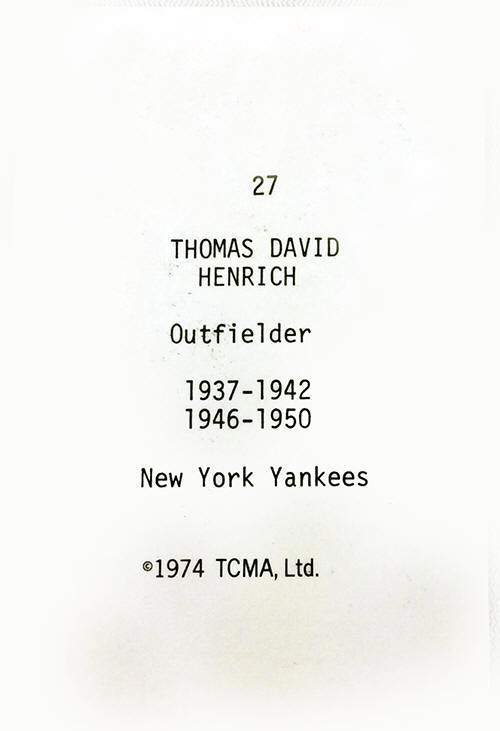 27
THOMAS DAVID
HENRICH
Outfielder
1937-1942
1946-1950
New York Yankees
©1974 TCMA, Ltd.